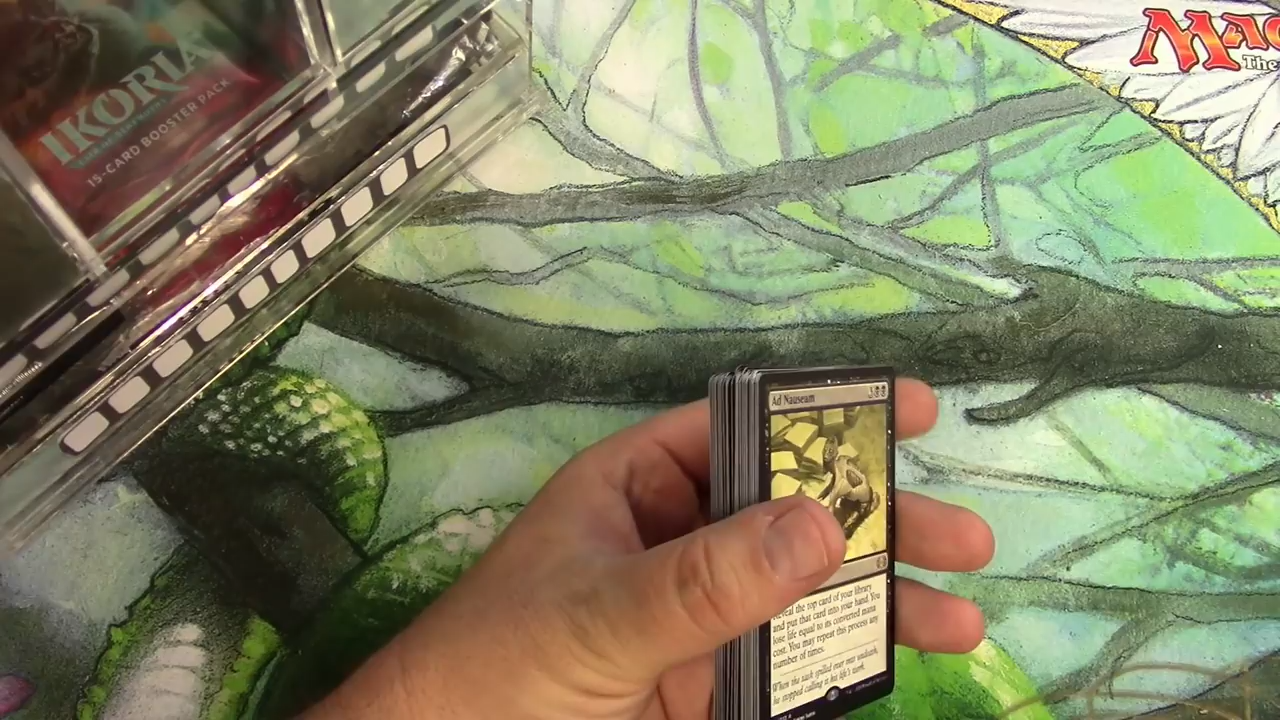 IKORIA
15-CARD BOOSTER PACK
The
Ad Nauseam
Reveal the top card of your library
and put that card into your hand. You
lose life equal to its converted mana
cost. You may repeat this process any
number of times.
When the sash spilled over into undeath,
he stopped calling it his life's work.